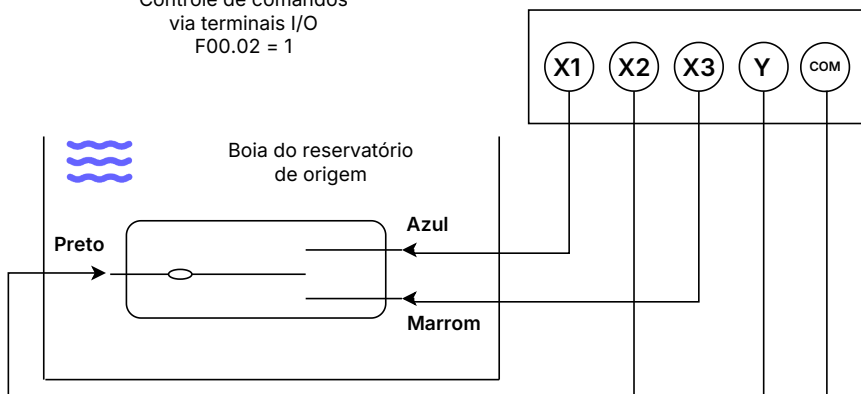 Controle de comandos
via terminais I/O
F00.02 = 1
X1 X2 X3 Y COM
Boia do reservatório
de origem
Azul
Preto
Marrom